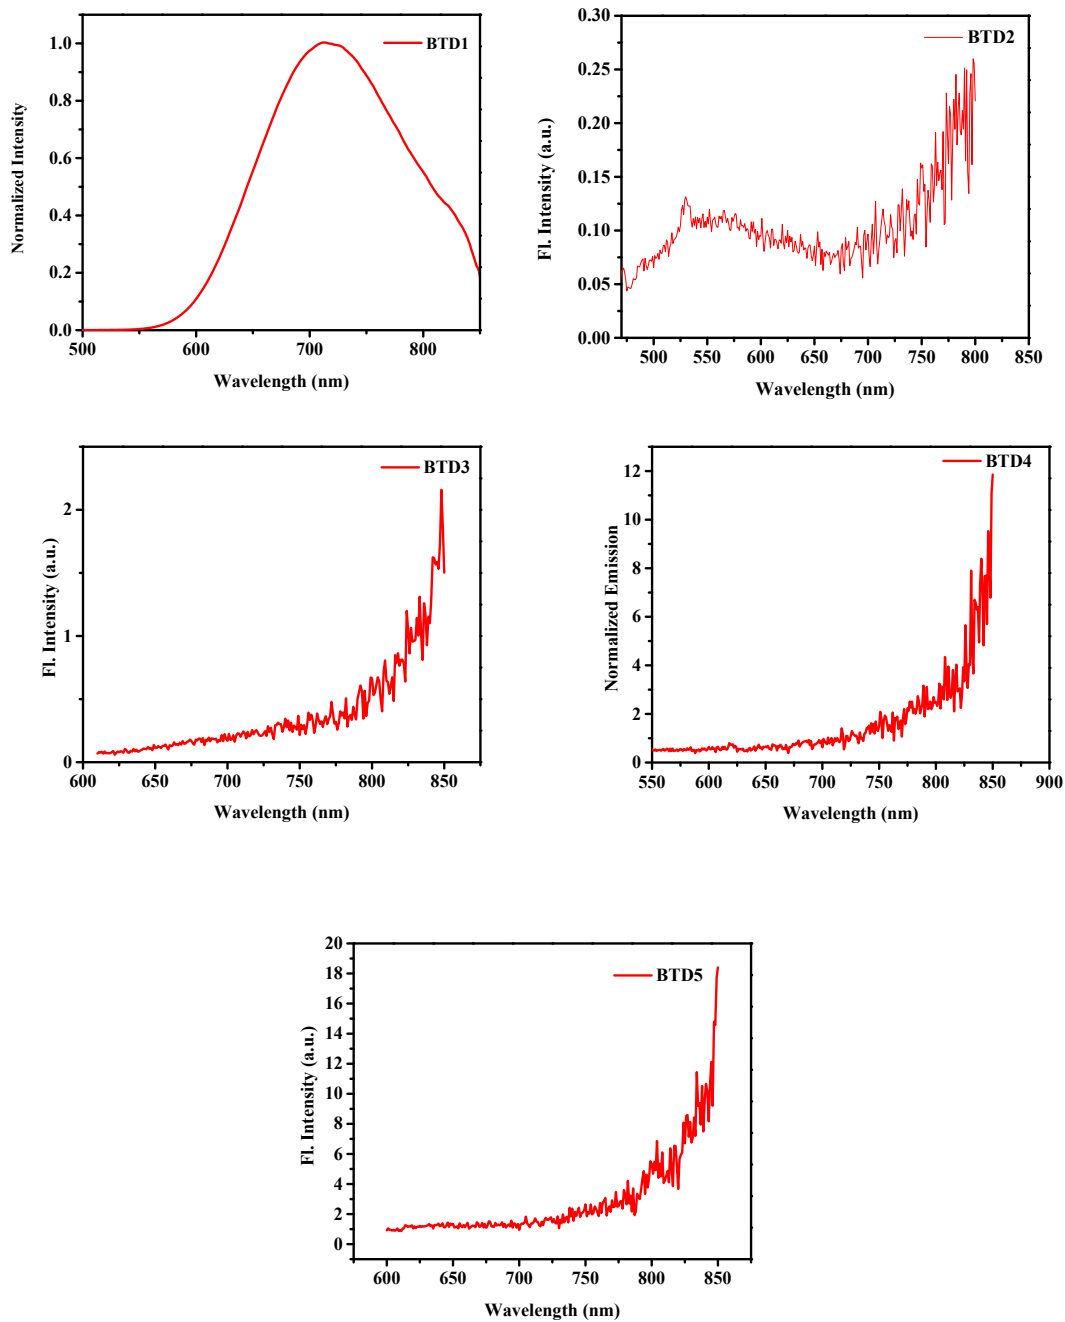 BTD1
1.0
0.8
0.6
0.4
0.2
0.0
500 600 700 800
Normalized Intensity
Wavelength (nm)
BTD2
0.30
0.25
0.20
0.15
0.10
0.05
0.00
500 550 600 650 700 750 800 850
Fl. Intensity (a.u.)
Wavelength (nm)
BTD3
2
1
0
600 650 700 750 800 850
Fl. Intensity (a.u.)
Wavelength (nm)
BTD4
12
10
8
6
4
2
0
550 600 650 700 750 800 850 900
Normalized Emission
Wavelength (nm)
BTD5
20
18
16
14
12
10
8
6
4
2
0
600 650 700 750 800 850
Fl. Intensity (a.u.)
Wavelength (nm)